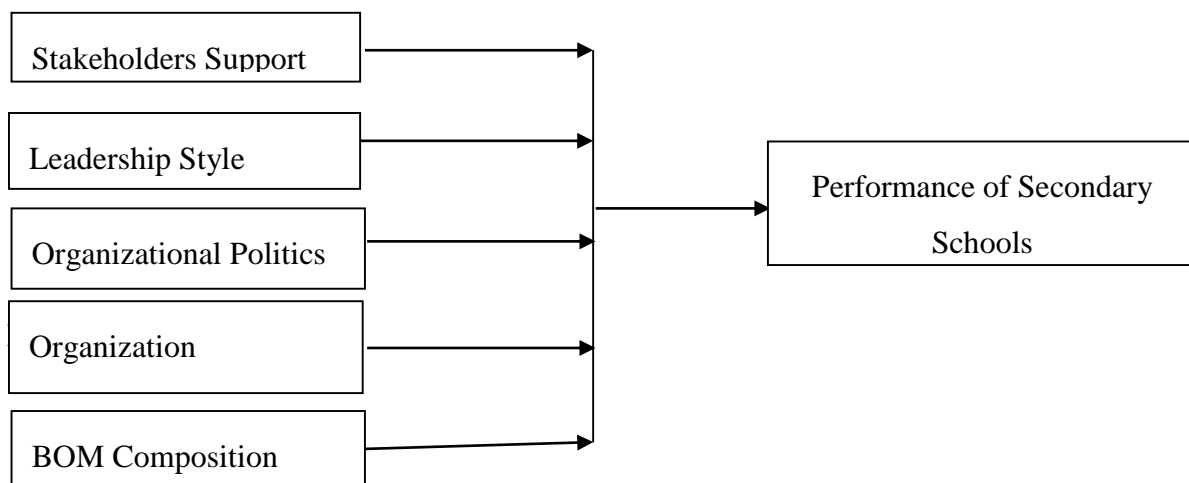 Stakeholders Support
Leadership Style
Organizational Politics
Organization
BOM Composition
Performance of Secondary
Schools